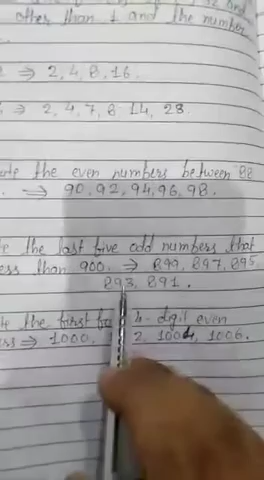 and
other than 1 and the number
⇒ 2, 4, 8, 16.
⇒ 2, 4, 7, 8 14, 28.
the even numbers between 88
⇒ 90, 92, 94, 96, 98.
the last five odd numbers that
less than 900. ⇒ 899, 897, 895
893, 891.
the first 4-digit even
⇒ 1000, 2, 1004, 1006.